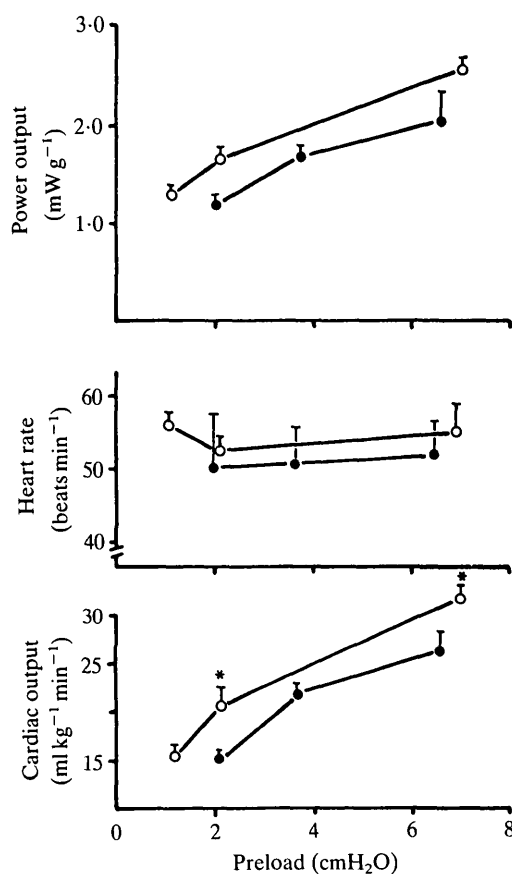 3·0
2·0
1·0
Power output
(mW g⁻¹)
60
50
40
Heart rate
(beats min⁻¹)
*
*
30
25
15
Cardiac output
(ml kg⁻¹ min⁻¹)
0 2 4 6 8
Preload (cmH₂O)